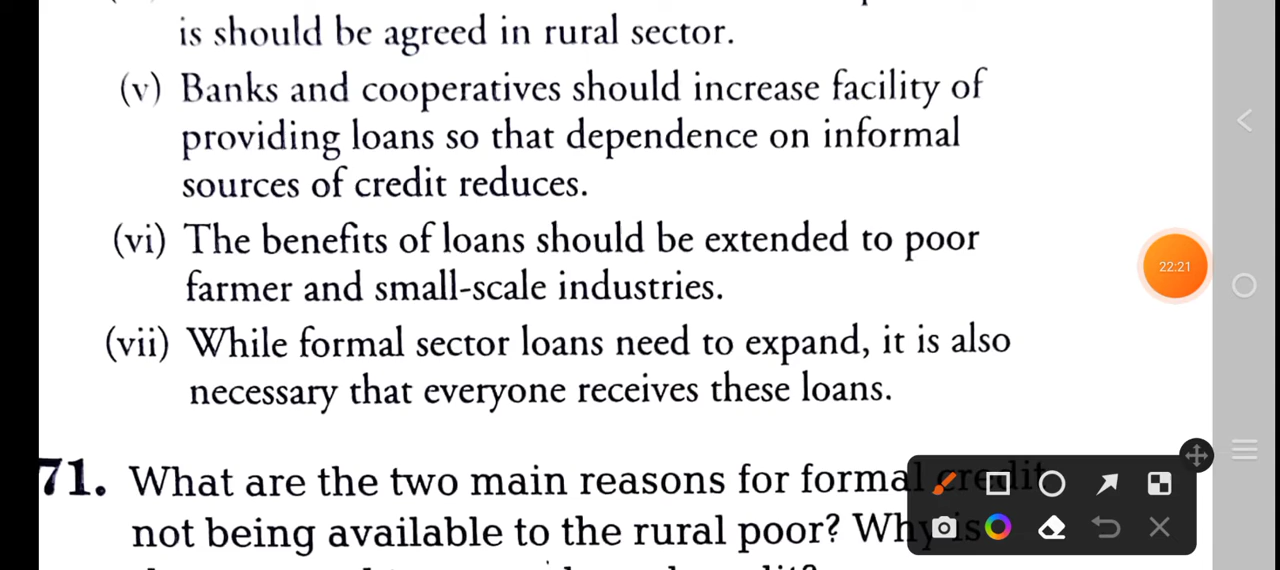 is should be agreed in rural sector.
(v) Banks and cooperatives should increase facility of
providing loans so that dependence on informal
sources of credit reduces.
(vi) The benefits of loans should be extended to poor
farmer and small-scale industries.
22:21
(vii) While formal sector loans need to expand, it is also
necessary that everyone receives these loans.
71. What are the two main reasons for formal credit
not being available to the rural poor? Why is